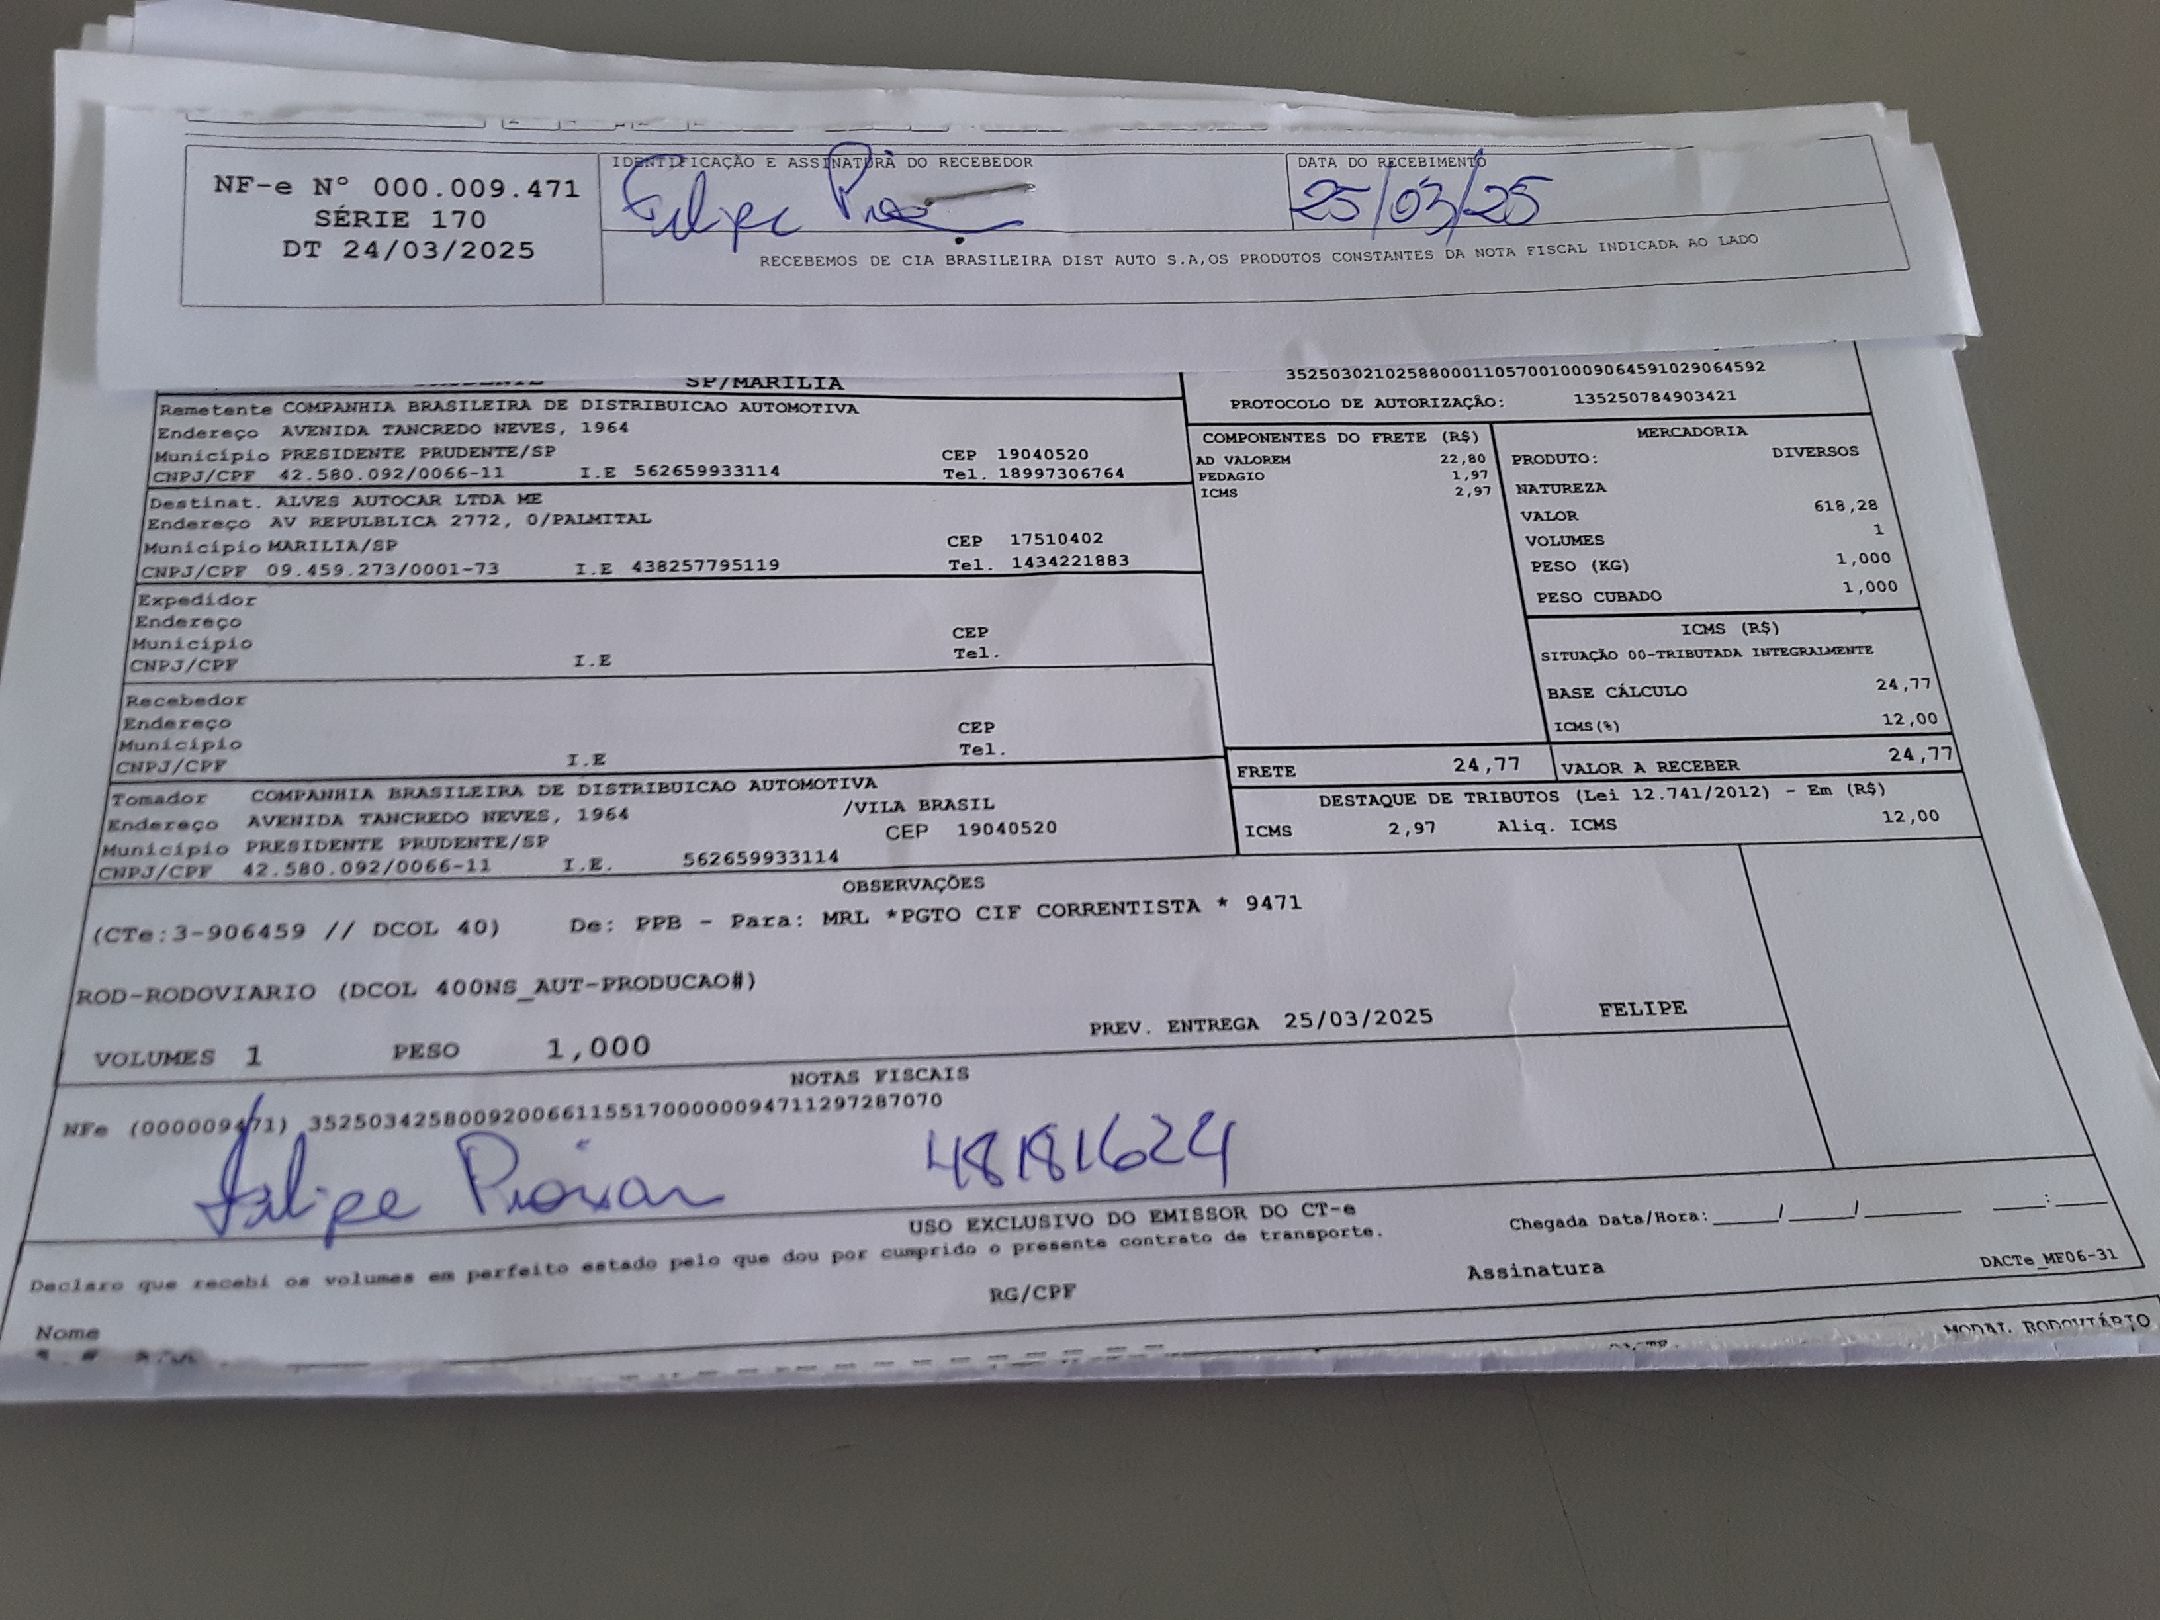 NF-e N° 000.009.471
SÉRIE 170
DT 24/03/2025
IDENTIFICAÇÃO E ASSINATURA DO RECEBEDOR
Felipe
DATA DO RECEBIMENTO
25/03/25
RECEBEMOS DE CIA BRASILEIRA DIST AUTO S.A,OS PRODUTOS CONSTANTES DA NOTA FISCAL INDICADA AO LADO
SP/MARILIA
Remetente COMPANHIA BRASILEIRA DE DISTRIBUICAO AUTOMOTIVA
Endereço AVENIDA TANCREDO NEVES, 1964
Município PRESIDENTE PRUDENTE/SP CEP 19040520
CNPJ/CPF 42.580.092/0066-11 I.E 562659933114 Tel. 18997306764
Destinat. ALVES AUTOCAR LTDA ME
Endereço AV REPULBLICA 2772, 0/PALMITAL
Município MARILIA/SP CEP 17510402
CNPJ/CPF 09.459.273/0001-73 I.E 438257795119 Tel. 1434221883
Expedidor
Endereço
Município CEP
CNPJ/CPF I.E Tel.
Recebedor
Endereço
Município CEP
CNPJ/CPF I.E Tel.
Tomador COMPANHIA BRASILEIRA DE DISTRIBUICAO AUTOMOTIVA
Endereço AVENIDA TANCREDO NEVES, 1964 /VILA BRASIL
Município PRESIDENTE PRUDENTE/SP CEP 19040520
CNPJ/CPF 42.580.092/0066-11 I.E. 562659933114
35250302102588000110570010009064591029064592
PROTOCOLO DE AUTORIZAÇÃO: 135250784903421
COMPONENTES DO FRETE (R$)
AD VALOREM 22,80
PEDAGIO 1,97
ICMS 2,97
MERCADORIA
PRODUTO: DIVERSOS
NATUREZA
VALOR 618,28
VOLUMES 1
PESO (KG) 1,000
PESO CUBADO 1,000
ICMS (R$)
SITUAÇÃO 00-TRIBUTADA INTEGRALMENTE
BASE CÁLCULO 24,77
ICMS(%) 12,00
FRETE 24,77 VALOR A RECEBER 24,77
DESTAQUE DE TRIBUTOS (Lei 12.741/2012) - Em (R$)
ICMS 2,97 Aliq. ICMS 12,00
OBSERVAÇÕES
(CTe:3-906459 // DCOL 40) De: PPB - Para: MRL *PGTO CIF CORRENTISTA * 9471
ROD-RODOVIARIO (DCOL 400NS_AUT-PRODUCAO#)
VOLUMES 1 PESO 1,000 PREV. ENTREGA 25/03/2025 FELIPE
NOTAS FISCAIS
NFe (000009471) 35250342580092006611551700000094711297287070
Felipe 48181624
USO EXCLUSIVO DO EMISSOR DO CT-e
Declaro que recebi os volumes em perfeito estado pelo que dou por cumprido o presente contrato de transporte.
Chegada Data/Hora:_____/_____/_______ ___:___
Nome RG/CPF Assinatura
DACTe_MF06-31
MODAL RODOVIÁRIO